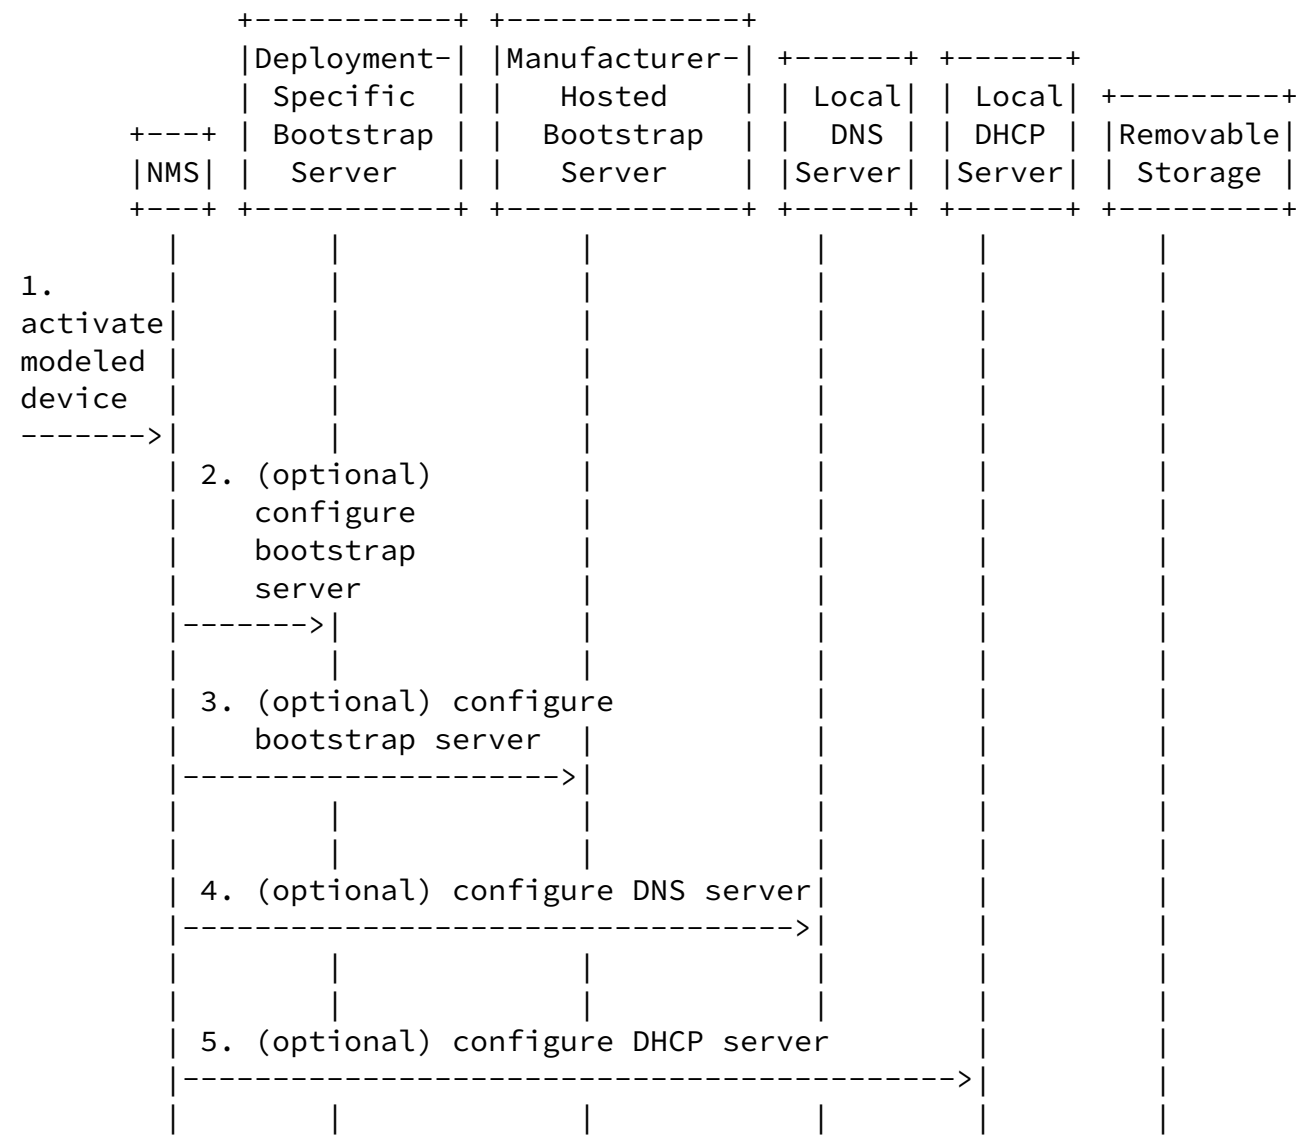 +-----------+ +-------------+
            |Deployment-| |Manufacturer-| +------+ +------+
            | Specific  | |   Hosted    | | Local| | Local| +---------+
      +---+ | Bootstrap | |  Bootstrap  | |  DNS | | DHCP | |Removable|
      |NMS| |  Server   | |   Server    | |Server| |Server| | Storage |
      +---+ +-----------+ +-------------+ +------+ +------+ +---------+
        |        |             |            |        |         |
1.      |        |             |            |        |         |
activate|        |             |            |        |         |
modeled |        |             |            |        |         |
device  |        |             |            |        |         |
------->|        |             |            |        |         |
        | 2. (optional)        |            |        |         |
        |    configure         |            |        |         |
        |    bootstrap         |            |        |         |
        |    server            |            |        |         |
        |------->|             |            |        |         |
        |        |             |            |        |         |
        | 3. (optional) configure           |        |         |
        |    bootstrap server  |            |        |         |
        |--------------------->|            |        |         |
        |        |             |            |        |         |
        |        |             |            |        |         |
        | 4. (optional) configure DNS server|        |         |
        |---------------------------------->|        |         |
        |        |             |            |        |         |
        |        |             |            |        |         |
        | 5. (optional) configure DHCP server        |         |
        |------------------------------------------->|         |
        |        |             |            |        |         |